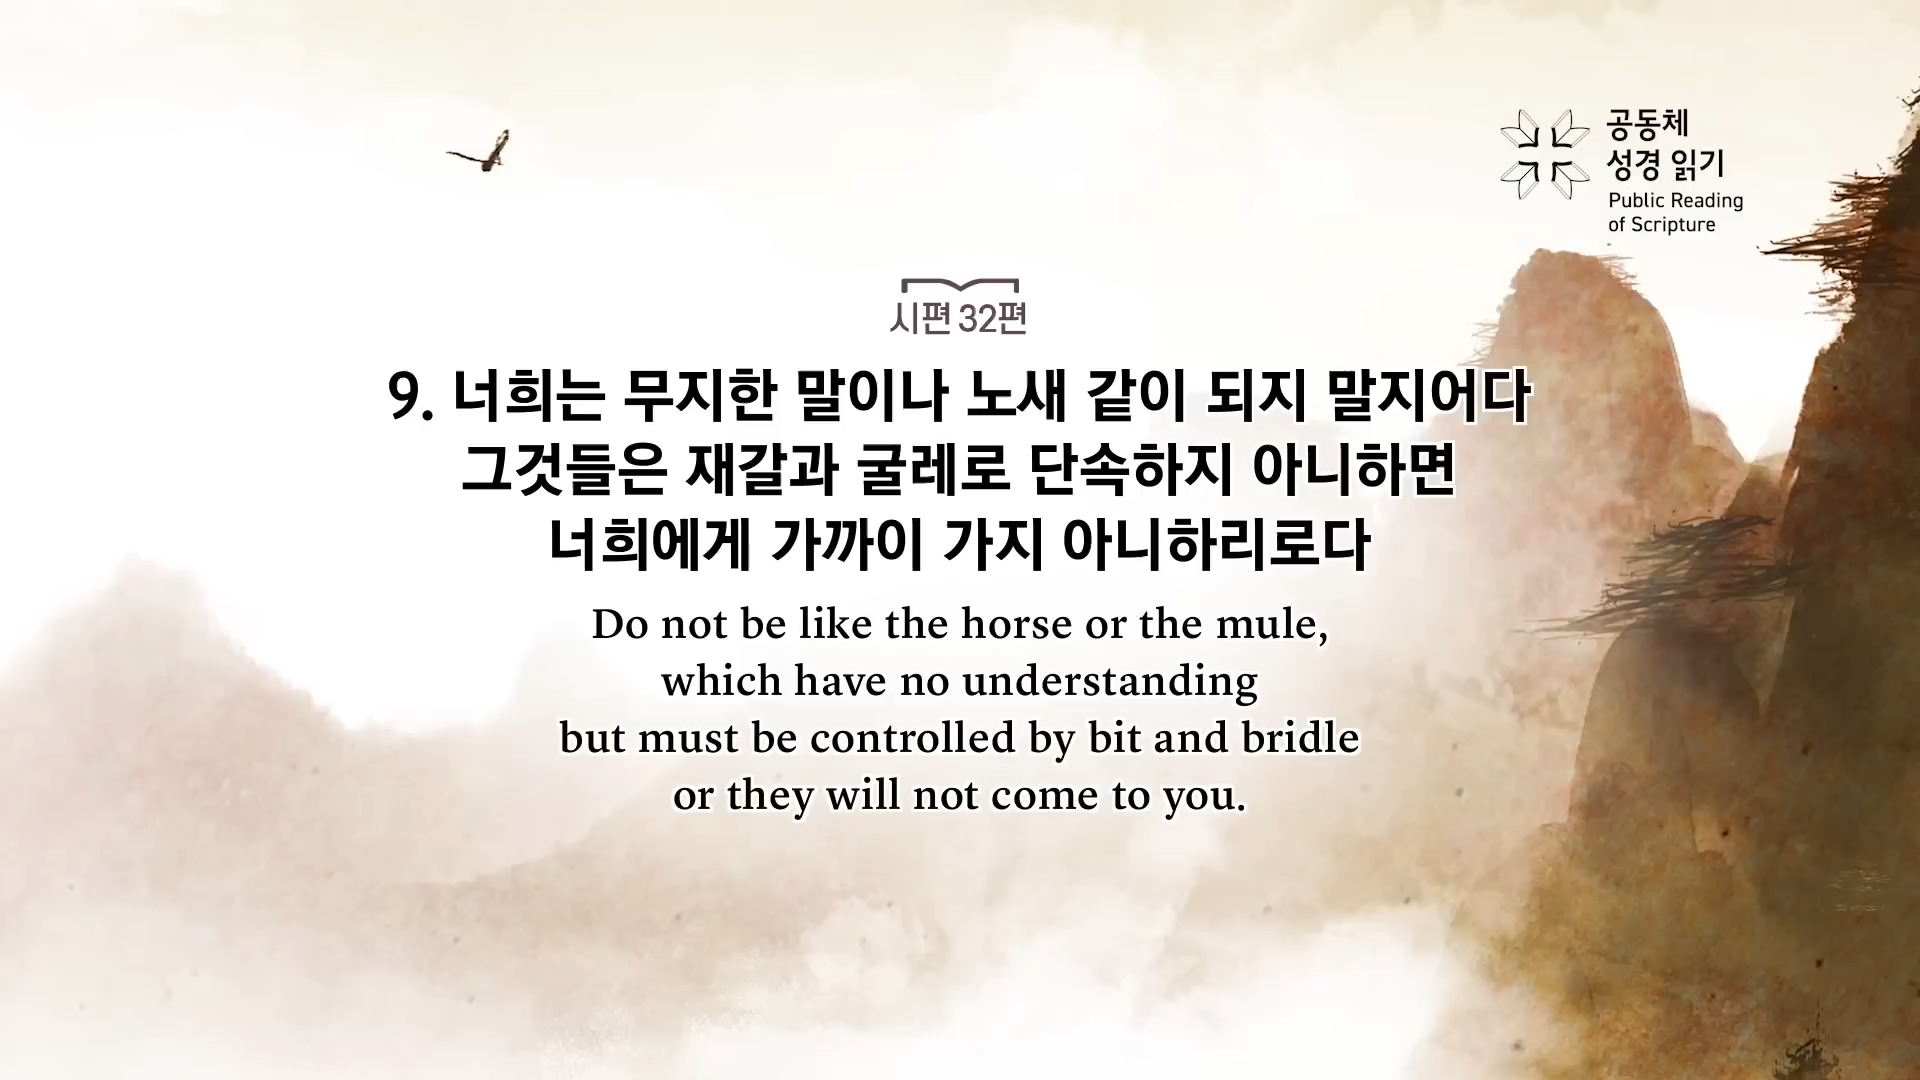 공동체
성경 읽기
Public Reading
of Scripture
시편 32편
9. 너희는 무지한 말이나 노새 같이 되지 말지어다
그것들은 재갈과 굴레로 단속하지 아니하면
너희에게 가까이 가지 아니하리로다
Do not be like the horse or the mule,
which have no understanding
but must be controlled by bit and bridle
or they will not come to you.